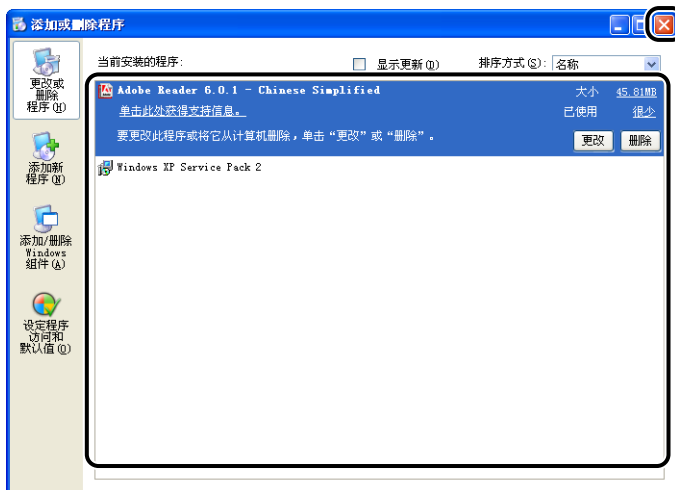 添加或删除程序
更改或
删除
程序(H)
当前安装的程序:
显示更新(D)
排序方式(S): 名称
Adobe Reader 6.0.1 - Chinese Simplified
大小 45.81MB
单击此处获得支持信息。
已使用 很少
要更改此程序或将它从计算机删除，单击“更改”或“删除”。
更改 删除
Windows XP Service Pack 2
添加新
程序(N)
添加/删除
Windows
组件(A)
设定程序
访问和
默认值(O)